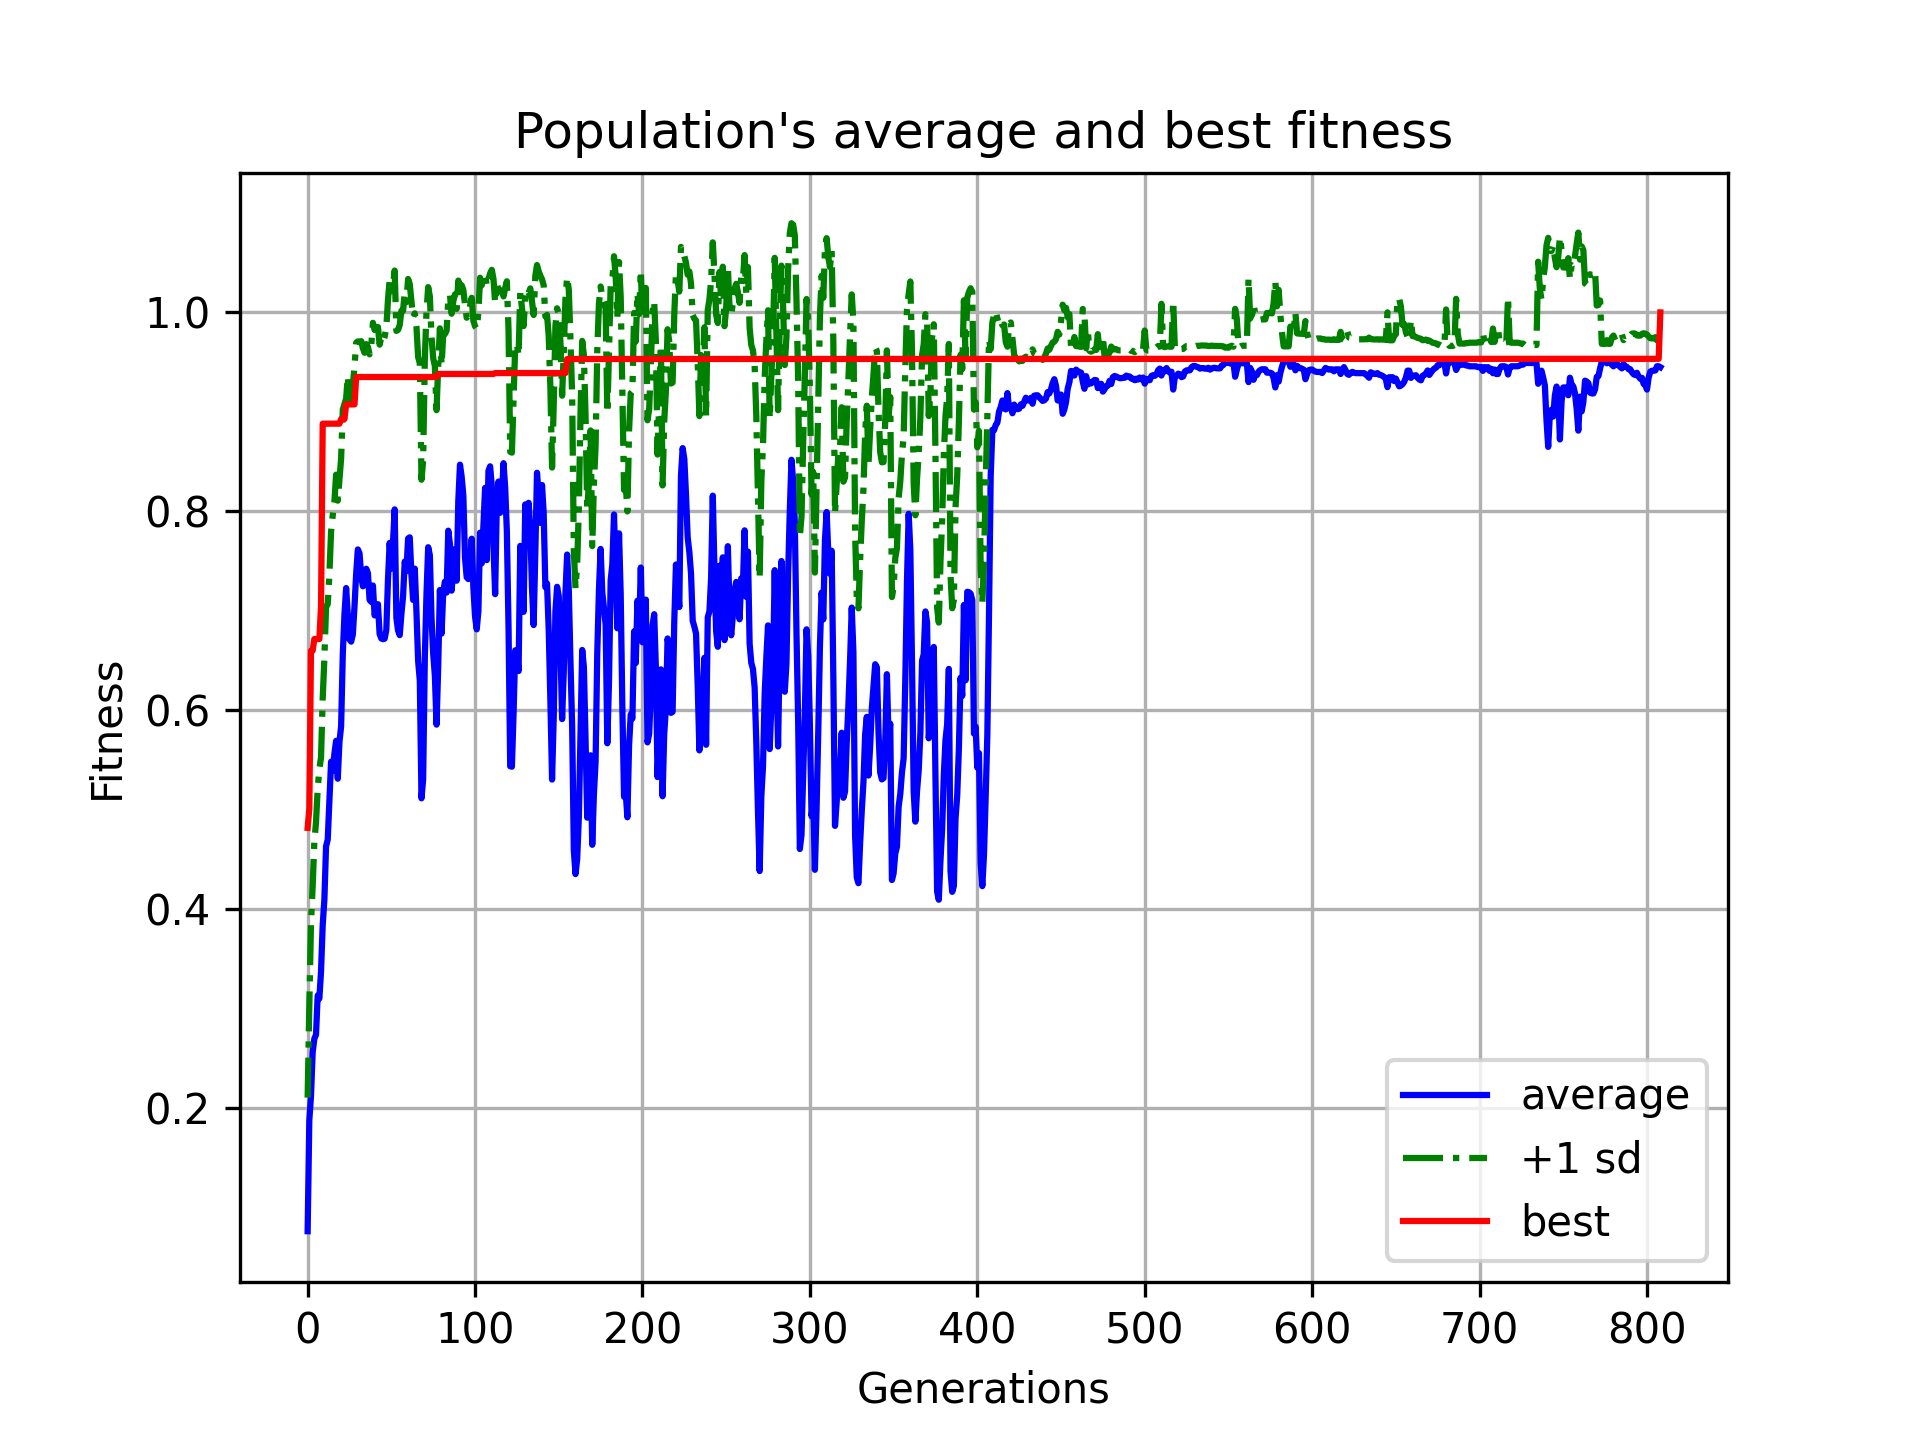 Population's average and best fitness
Fitness
1.0
0.8
0.6
0.4
0.2
0 100 200 300 400 500 600 700 800
Generations
average
+1 sd
best